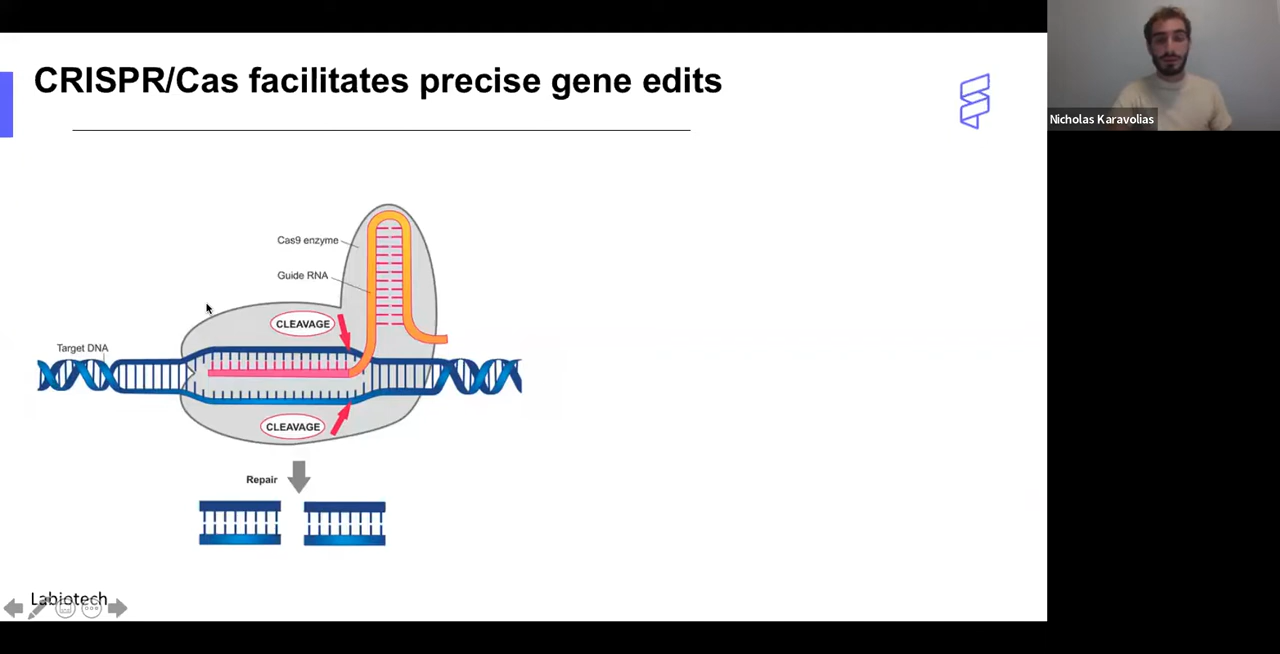 CRISPR/Cas facilitates precise gene edits
Nicholas Karavolias
Cas9 enzyme
Guide RNA
CLEAVAGE
Target DNA
CLEAVAGE
Repair
Labiotech